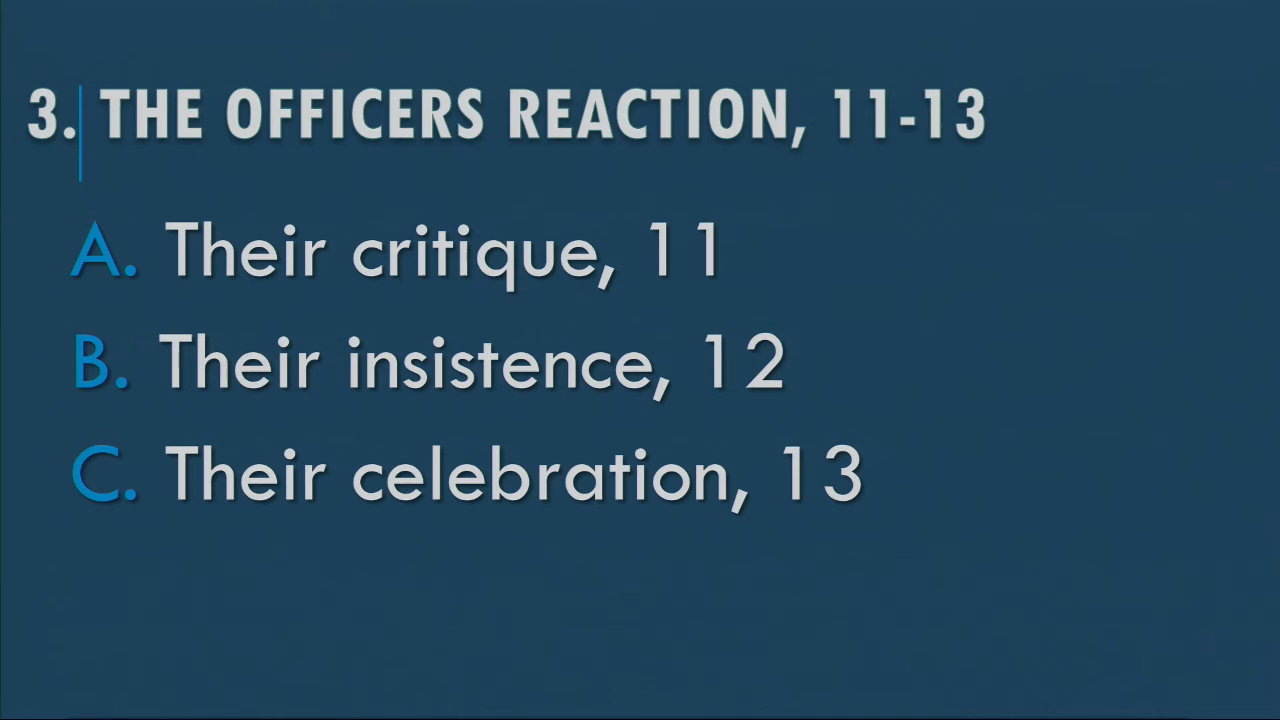 3. THE OFFICERS REACTION, 11-13
A. Their critique, 11
B. Their insistence, 12
C. Their celebration, 13